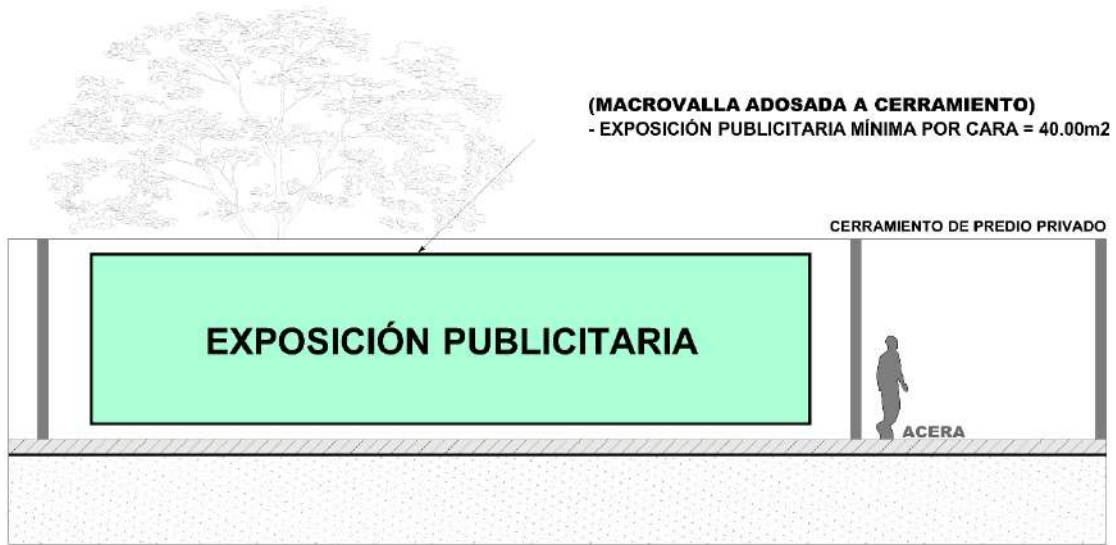 (MACROVALLA ADOSADA A CERRAMIENTO)
- EXPOSICIÓN PUBLICITARIA MÍNIMA POR CARA = 40.00m2
CERRAMIENTO DE PREDIO PRIVADO
EXPOSICIÓN PUBLICITARIA
ACERA